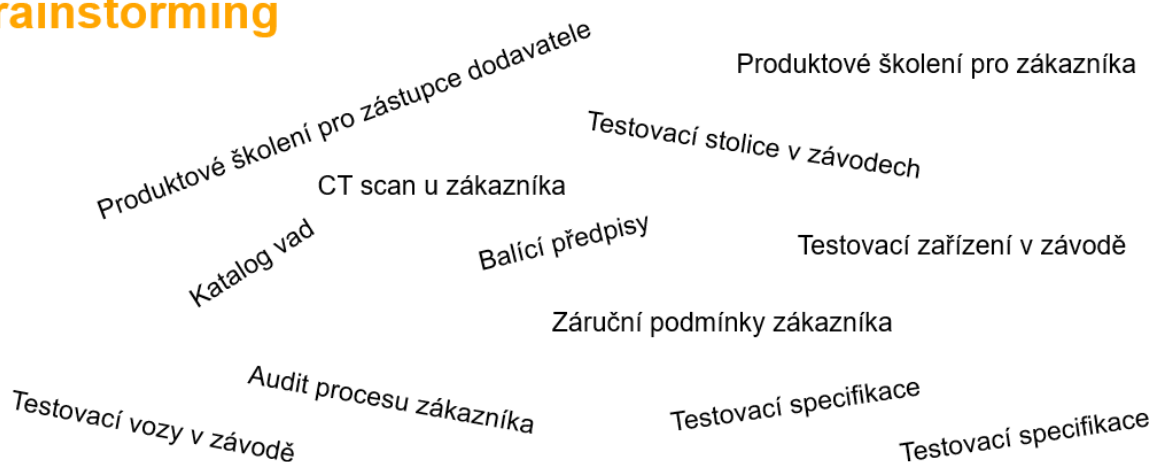 rainstorming
Produktové školení pro zástupce dodavatele
Produktové školení pro zákazníka
Testovací stolice v závodech
CT scan u zákazníka
Katalog vad
Balící předpisy
Testovací zařízení v závodě
Záruční podmínky zákazníka
Audit procesu zákazníka
Testovací vozy v závodě
Testovací specifikace
Testovací specifikace